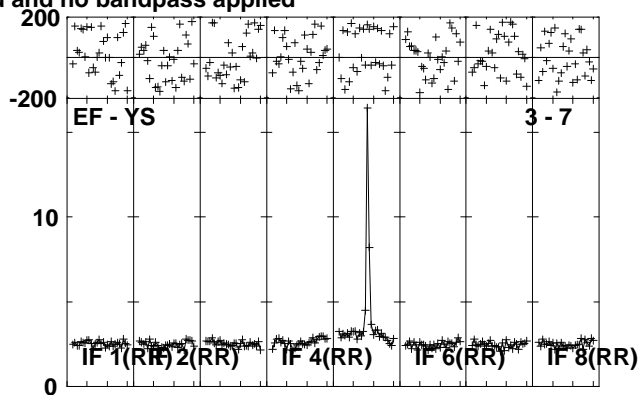 and no bandpass applied
200
-200
EF - YS
3 - 7
10
IF 1(RR)
IF 2(RR)
IF 4(RR)
IF 6(RR)
IF 8(RR)
0